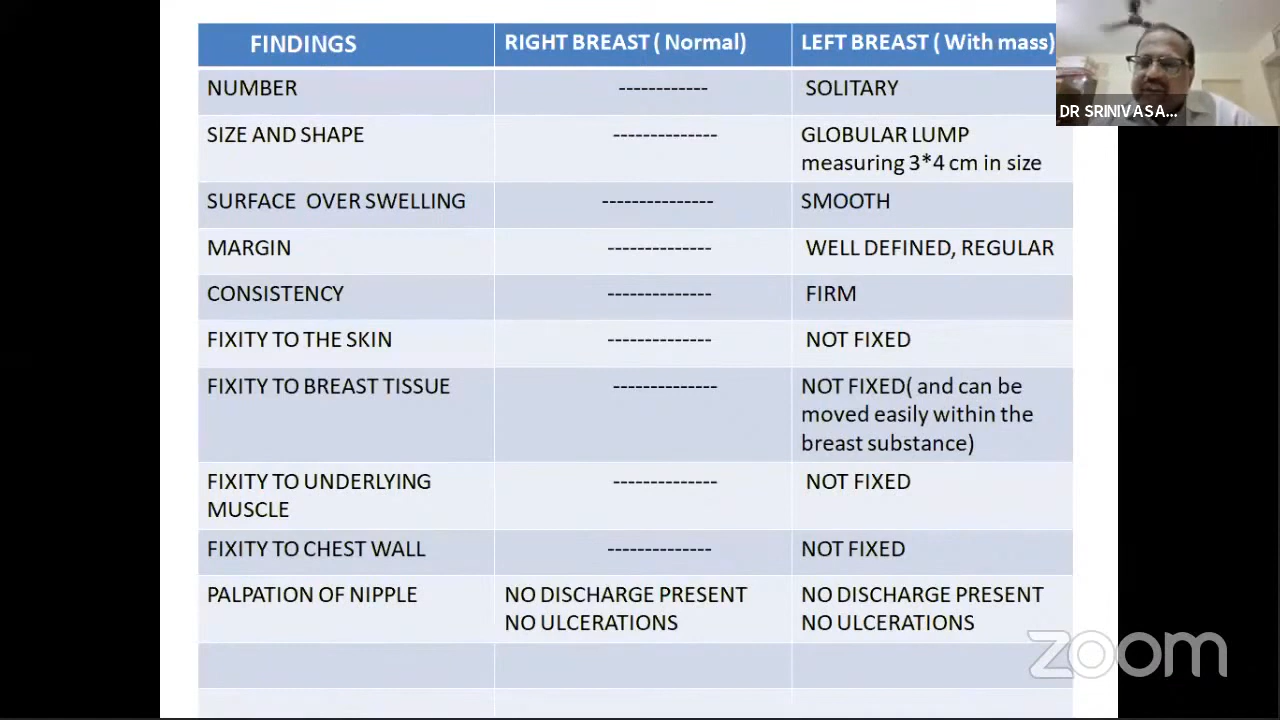 FINDINGS
RIGHT BREAST ( Normal)
LEFT BREAST ( With mass)
NUMBER
------------
SOLITARY
SIZE AND SHAPE
--------------
GLOBULAR LUMP
measuring 3*4 cm in size
SURFACE OVER SWELLING
---------------
SMOOTH
MARGIN
--------------
WELL DEFINED, REGULAR
CONSISTENCY
--------------
FIRM
FIXITY TO THE SKIN
--------------
NOT FIXED
FIXITY TO BREAST TISSUE
--------------
NOT FIXED( and can be
moved easily within the
breast substance)
FIXITY TO UNDERLYING
MUSCLE
--------------
NOT FIXED
FIXITY TO CHEST WALL
--------------
NOT FIXED
PALPATION OF NIPPLE
NO DISCHARGE PRESENT
NO ULCERATIONS
NO DISCHARGE PRESENT
NO ULCERATIONS
DR SRINIVASA...
zoom